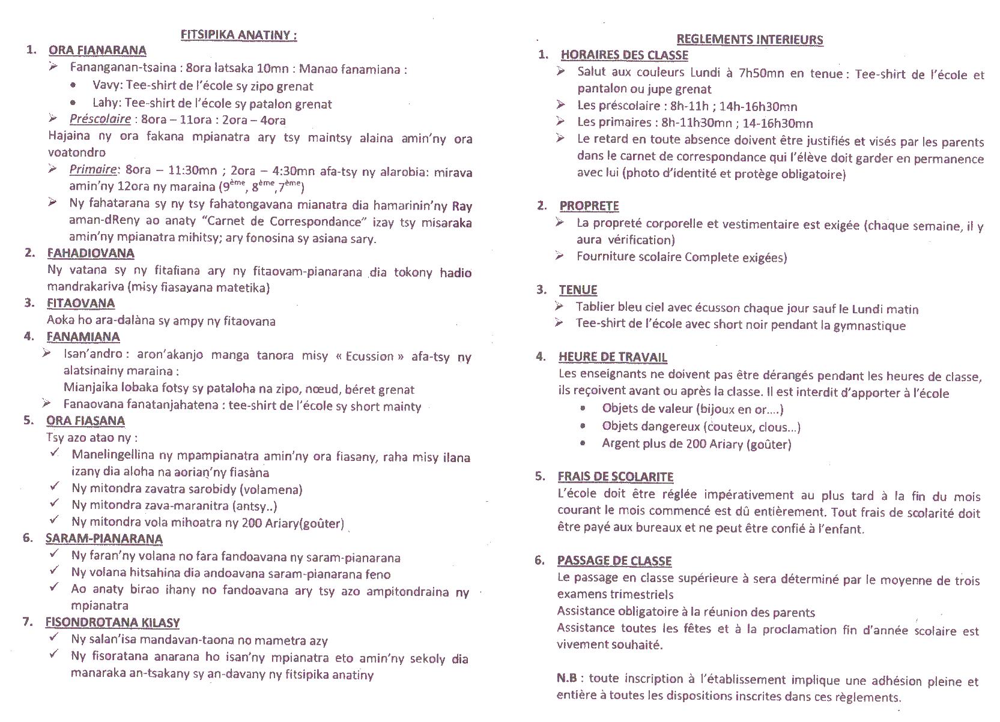 FITSIPIKA ANATINY :
1. ORA FIANARANA
➢ Fananganan-tsaina : 8ora latsaka 10mn : Manao fanamiana :
• Vavy: Tee-shirt de l'école sy zipo grenat
• Lahy: Tee-shirt de l'école sy patalon grenat
➢ Préscolaire : 8ora – 11ora : 2ora – 4ora
Hajaina ny ora fakana mpianatra ary tsy maintsy alaina amin'ny ora
voatondro
➢ Primaire: 8ora – 11:30mn ; 2ora – 4:30mn afa-tsy ny alarobia: mirava
amin'ny 12ora ny maraina (9ème, 8ème,7ème)
➢ Ny fahatarana sy ny tsy fahatongavana mianatra dia hamarinin'ny Ray
aman-dReny ao anaty "Carnet de Correspondance" izay tsy misaraka
amin'ny mpianatra mihitsy; ary fonosina sy asiana sary.
2. FAHADIOVANA
Ny vatana sy ny fitafiana ary ny fitaovam-pianarana dia tokony hadio
mandrakariva (misy fiasavana matetika)
3. FITAOVANA
Aoka ho ara-dalàna sy ampy ny fitaovana
4. FANAMIANA
➢ Isan'andro : aron'akanjo manga tanora misy « Ecussion » afa-tsy ny
alatsinainy maraina :
Mianjaika lobaka fotsy sy pataloha na zipo, nœud, béret grenat
➢ Fanaovana fanatanjahatena : tee-shirt de l'école sy short mainty
5. ORA FIASANA
Tsy azo atao ny :
✓ Manelingellina ny mpampianatra amin'ny ora fiasany, raha misy ilana
izany dia aloha na aorian'ny fiasàna
✓ Ny mitondra zavatra sarobidy (volamena)
✓ Ny mitondra zava-maranitra (antsy..)
✓ Ny mitondra vola mihoatra ny 200 Ariary(goûter)
6. SARAM-PIANARANA
✓ Ny faran'ny volana no fara fandoavana ny saram-pianarana
✓ Ny volana hitsahina dia andoavana saram-pianarana feno
✓ Ao anaty birao ihany no fandoavana ary tsy azo ampitondraina ny
mpianatra
7. FISONDROTANA KILASY
✓ Ny salan'isa mandavan-taona no mametra azy
✓ Ny fisoratana anarana ho isan'ny mpianatra eto amin'ny sekoly dia
manaraka an-tsakany sy an-davany ny fitsipika anatiny
REGLEMENTS INTERIEURS
1. HORAIRES DES CLASSE
➢ Salut aux couleurs Lundi à 7h50mn en tenue : Tee-shirt de l'école et
pantalon ou jupe grenat
➢ Les préscolaire : 8h-11h ; 14h-16h30mn
➢ Les primaires : 8h-11h30mn ; 14-16h30mn
➢ Le retard en toute absence doivent être justifiés et visés par les parents
dans le carnet de correspondance qui l'élève doit garder en permanence
avec lui (photo d'identité et protège obligatoire)
2. PROPRETE
➢ La propreté corporelle et vestimentaire est exigée (chaque semaine, il y
aura vérification)
➢ Fourniture scolaire Complete exigées)
3. TENUE
➢ Tablier bleu ciel avec écusson chaque jour sauf le Lundi matin
➢ Tee-shirt de l'école avec short noir pendant la gymnastique
4. HEURE DE TRAVAIL
Les enseignants ne doivent pas être dérangés pendant les heures de classe,
ils reçoivent avant ou après la classe. Il est interdit d'apporter à l'école
• Objets de valeur (bijoux en or....)
• Objets dangereux (couteux, clous...)
• Argent plus de 200 Ariary (goûter)
5. FRAIS DE SCOLARITE
L'école doit être réglée impérativement au plus tard à la fin du mois
courant le mois commencé est dû entièrement. Tout frais de scolarité doit
être payé aux bureaux et ne peut être confié à l'enfant.
6. PASSAGE DE CLASSE
Le passage en classe supérieure à sera déterminé par le moyenne de trois
examens trimestriels
Assistance obligatoire à la réunion des parents
Assistance toutes les fêtes et à la proclamation fin d'année scolaire est
vivement souhaité.
N.B : toute inscription à l'établissement implique une adhésion pleine et
entière à toutes les dispositions inscrites dans ces règlements.